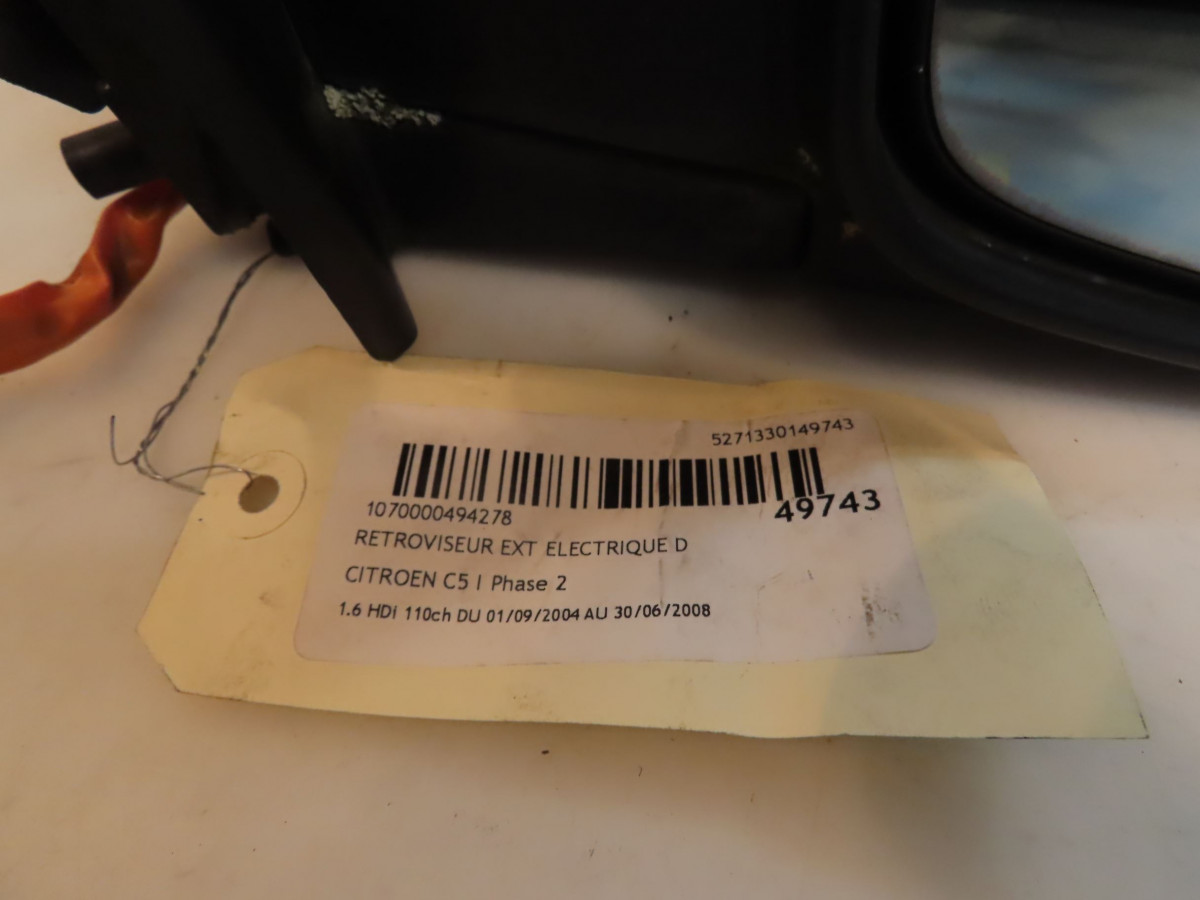 5271330149743
1070000494278
49743
RETROVISEUR EXT ELECTRIQUE D
CITROEN C5 I Phase 2
1.6 HDi 110ch DU 01/09/2004 AU 30/06/2008